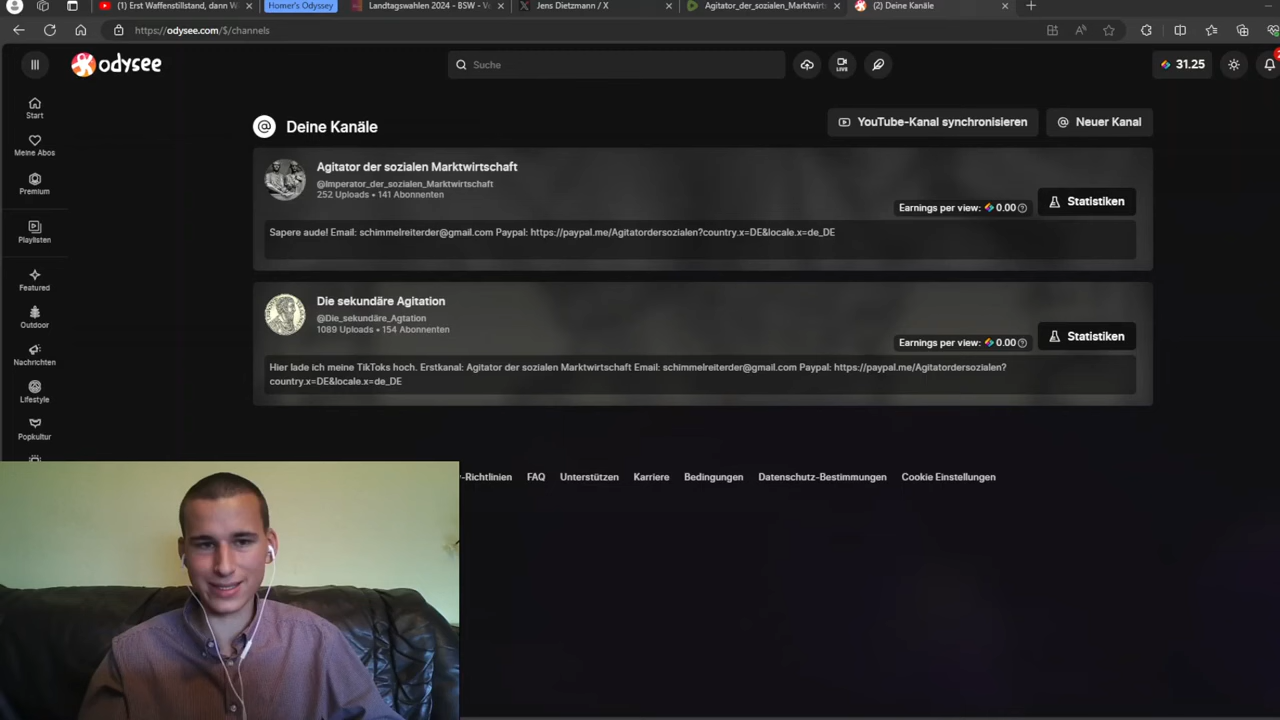 (1) Erst Waffenstillstand, dann W
Homer's Odyssey
Landtagswahlen 2024 - BSW - V
Jens Dietzmann / X
Agitator_der_sozialen_Marktwirts
(2) Deine Kanäle
https://odysee.com/$/channels
odysee
Suche
LIVE
31.25
Start
Meine Abos
Premium
Playlisten
Featured
Outdoor
Nachrichten
Lifestyle
Popkultur
Deine Kanäle
YouTube-Kanal synchronisieren
Neuer Kanal
Agitator der sozialen Marktwirtschaft
@Imperator_der_sozialen_Marktwirtschaft
252 Uploads • 141 Abonnenten
Earnings per view: 0.00
Statistiken
Sapere aude! Email: schimmelreiterder@gmail.com Paypal: https://paypal.me/Agitatordersozialen?country.x=DE&locale.x=de_DE
Die sekundäre Agitation
@Die_sekundäre_Agtation
1089 Uploads • 154 Abonnenten
Earnings per view: 0.00
Statistiken
Hier lade ich meine TikToks hoch. Erstkanal: Agitator der sozialen Marktwirtschaft Email: schimmelreiterder@gmail.com Paypal: https://paypal.me/Agitatordersozialen?
country.x=DE&locale.x=de_DE
-Richtlinien FAQ Unterstützen Karriere Bedingungen Datenschutz-Bestimmungen Cookie Einstellungen